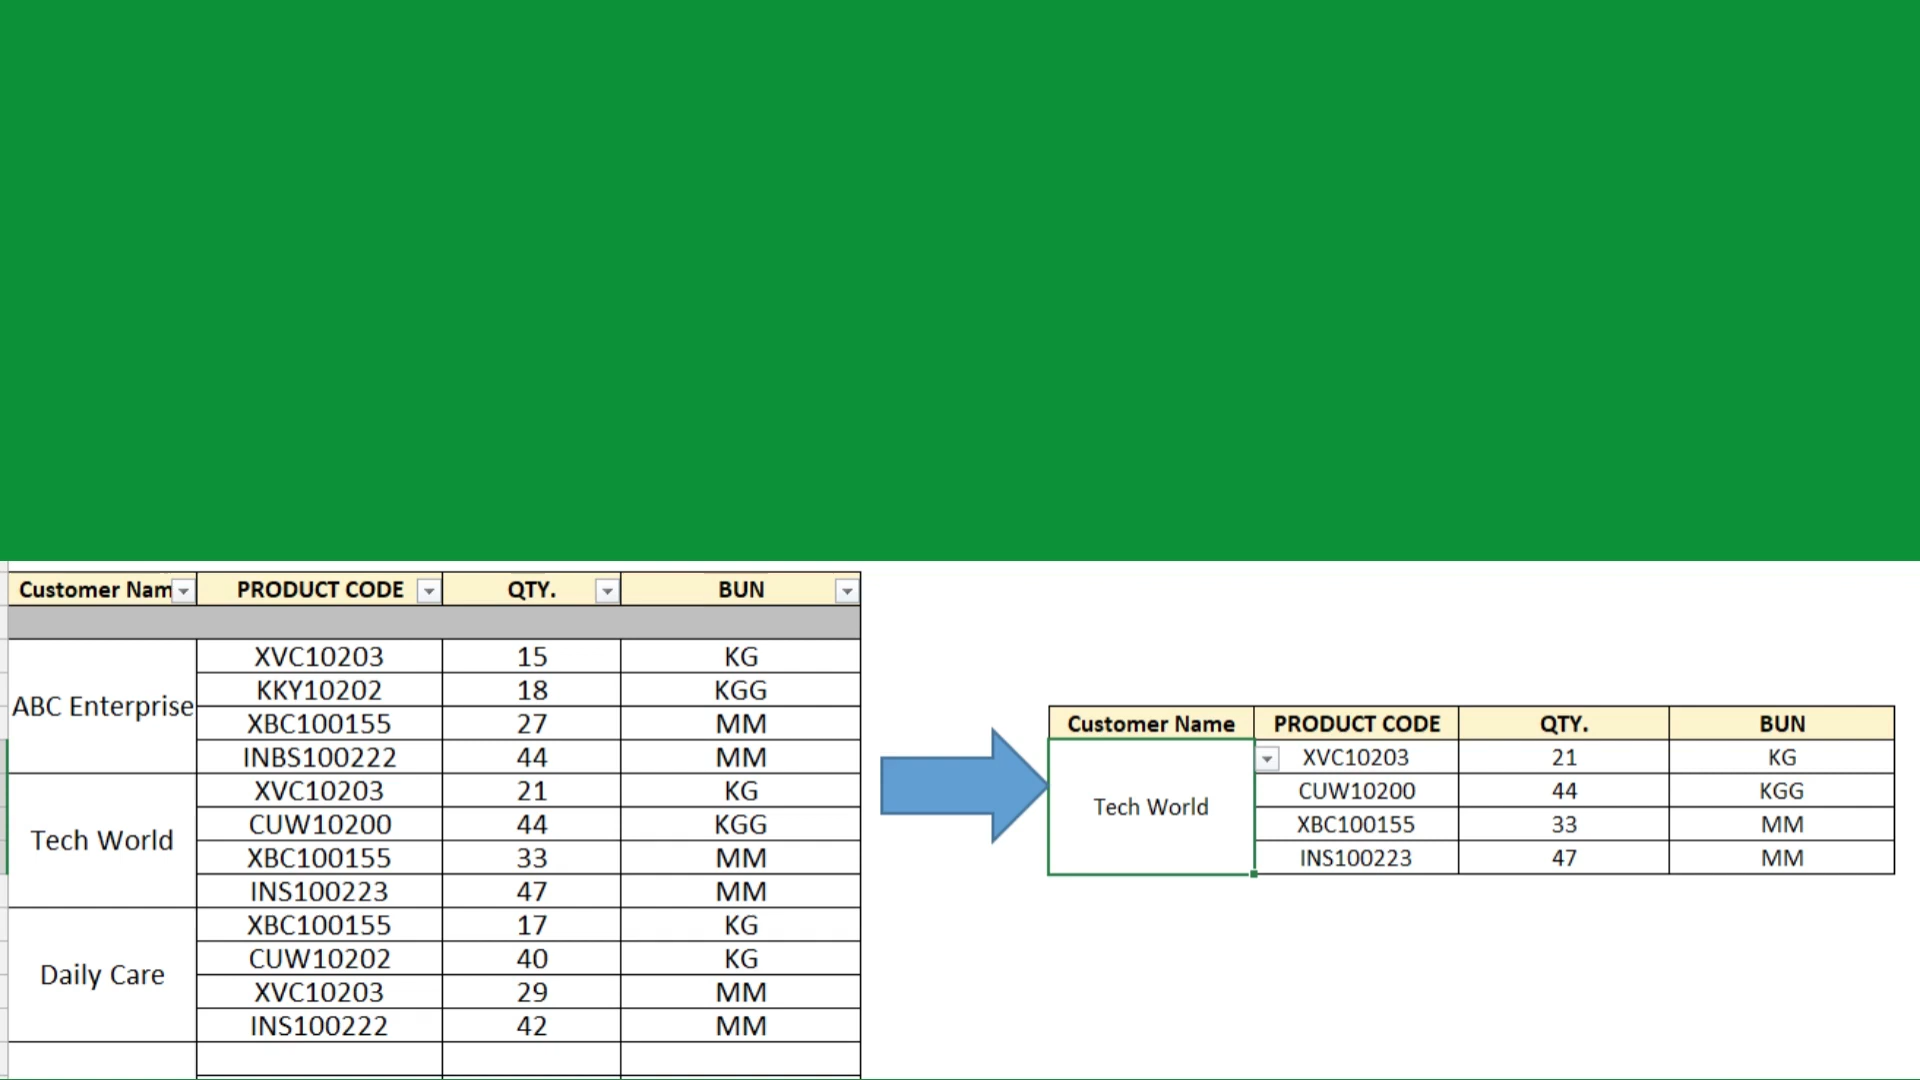 Customer Nam PRODUCT CODE QTY. BUN
ABC Enterprise
XVC10203 15 KG
KKY10202 18 KGG
XBC100155 27 MM
INBS100222 44 MM
Tech World
XVC10203 21 KG
CUW10200 44 KGG
XBC100155 33 MM
INS100223 47 MM
Daily Care
XBC100155 17 KG
CUW10202 40 KG
XVC10203 29 MM
INS100222 42 MM
Customer Name PRODUCT CODE QTY. BUN
Tech World
XVC10203 21 KG
CUW10200 44 KGG
XBC100155 33 MM
INS100223 47 MM